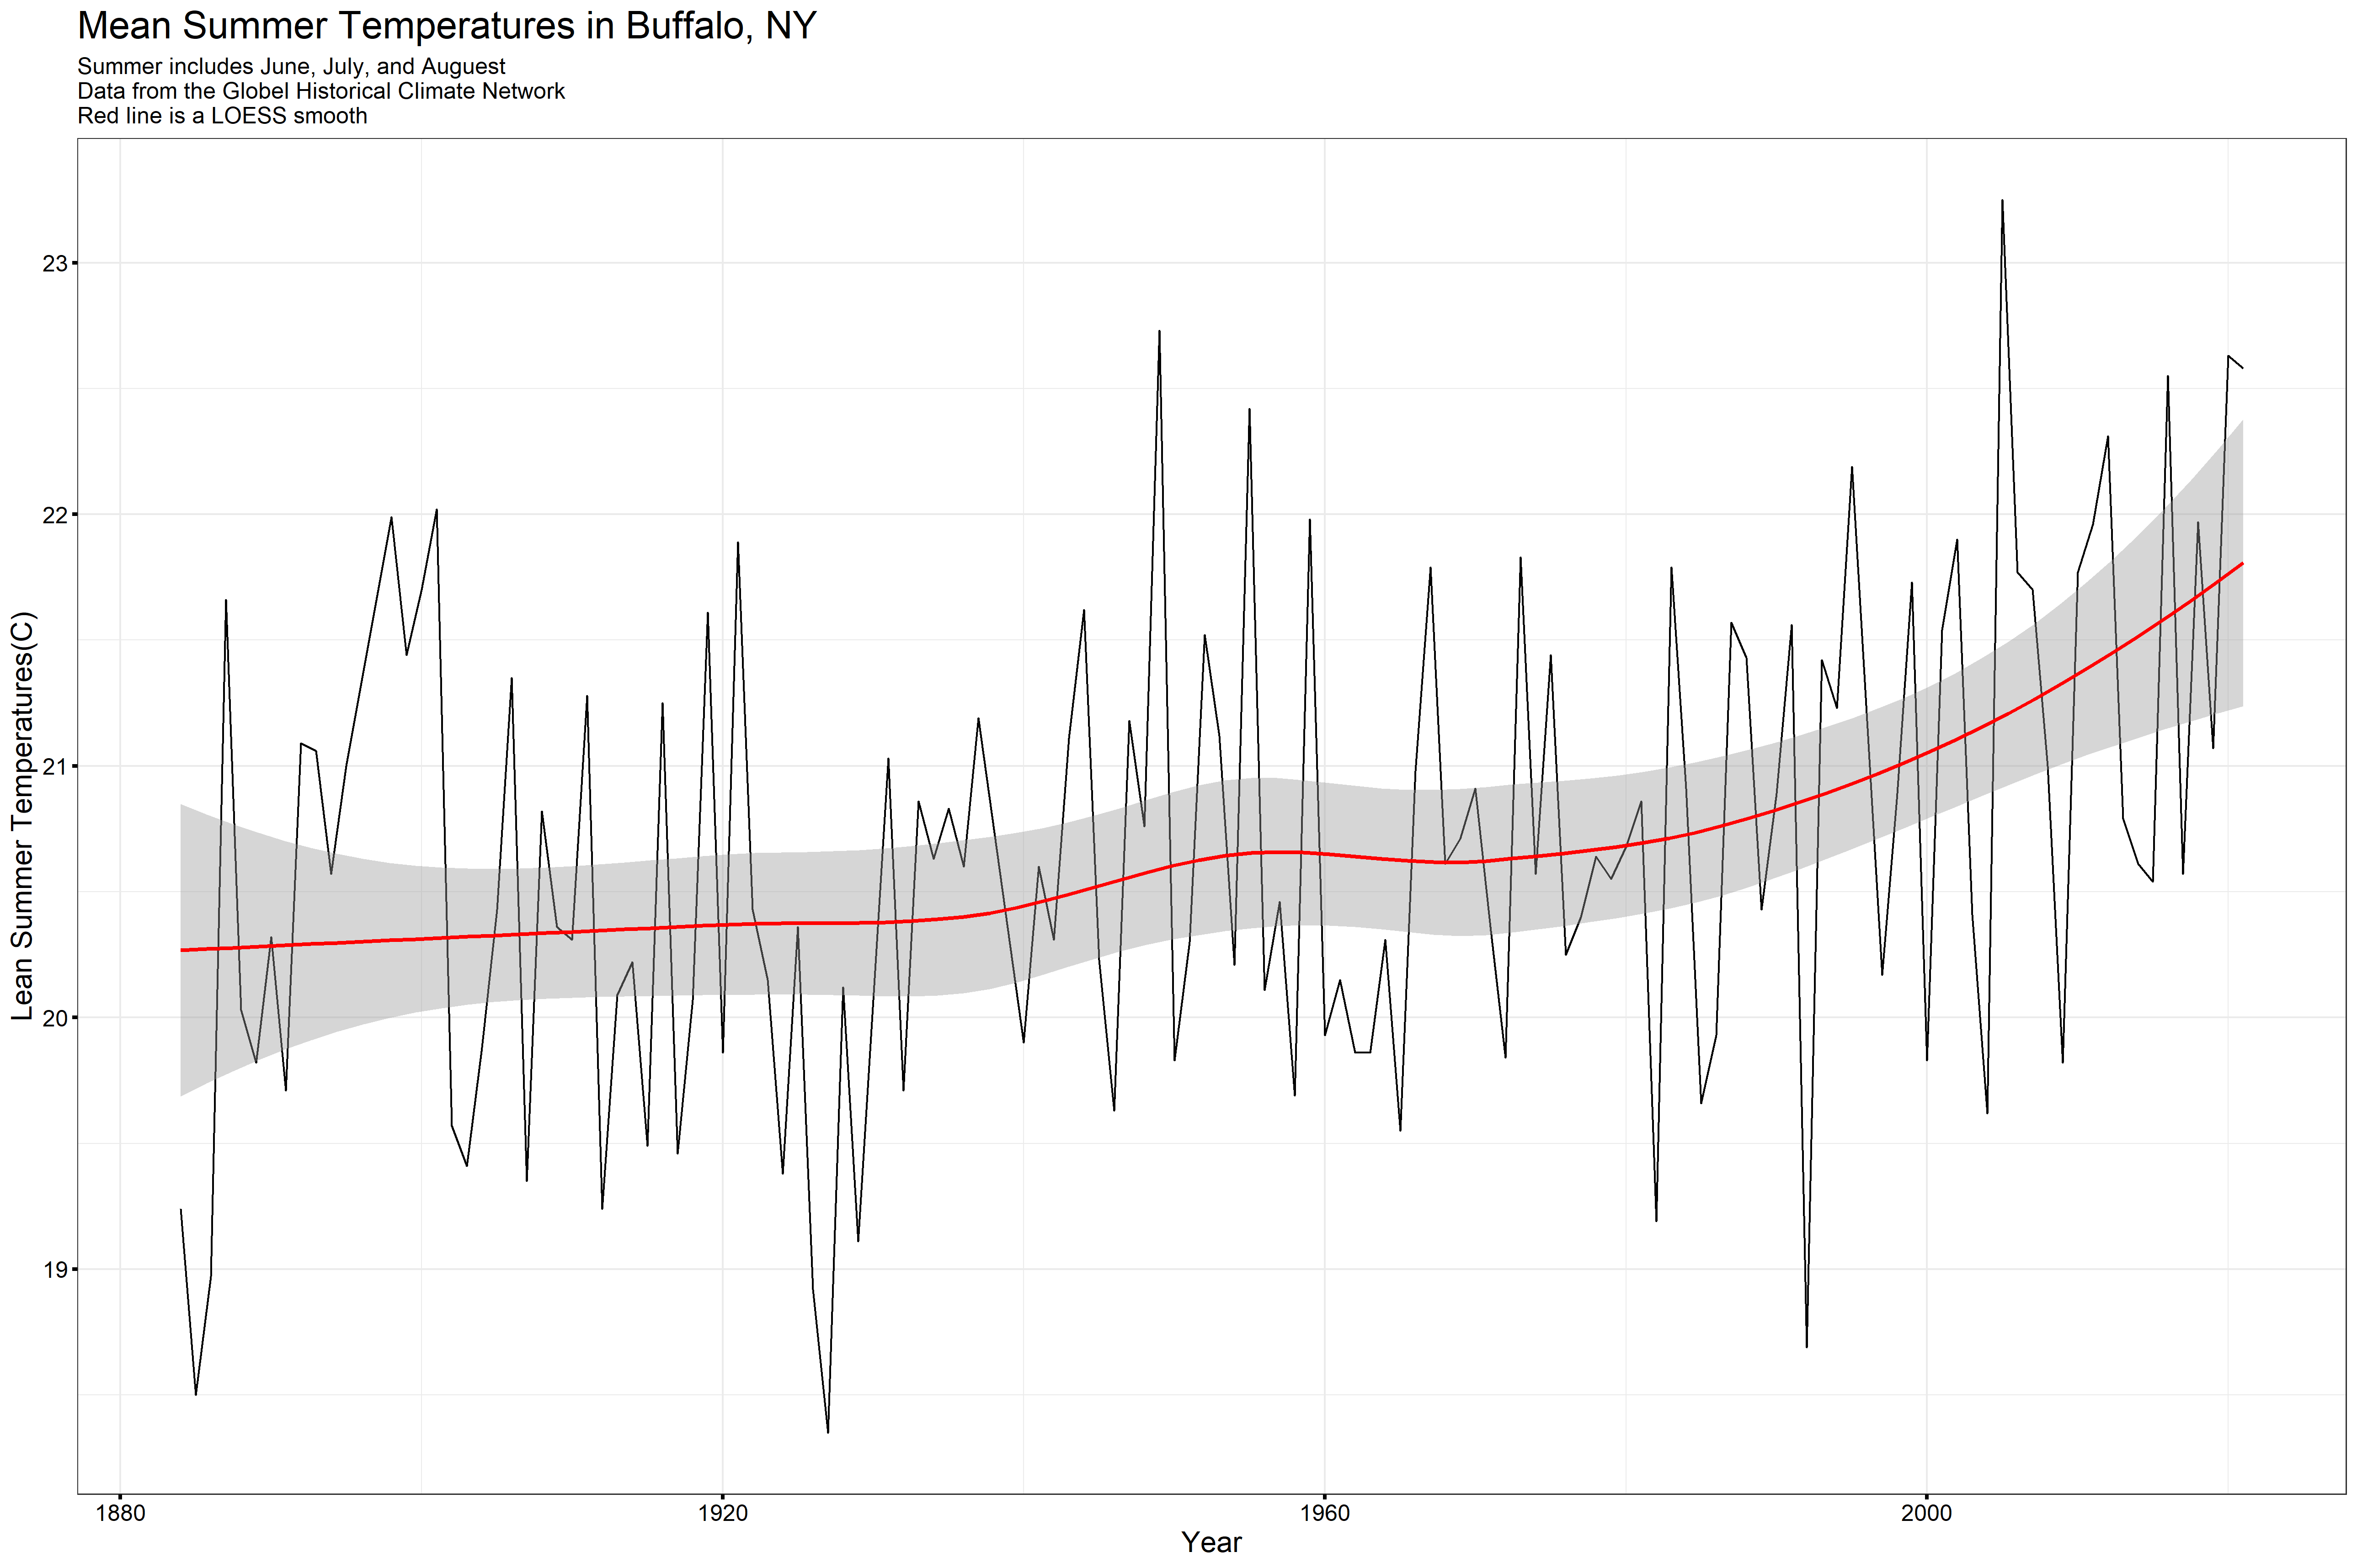 Mean Summer Temperatures in Buffalo, NY
Summer includes June, July, and Auguest
Data from the Globel Historical Climate Network
Red line is a LOESS smooth
Lean Summer Temperatures(C)
23
22
21
20
19
1880
1920
1960
2000
Year